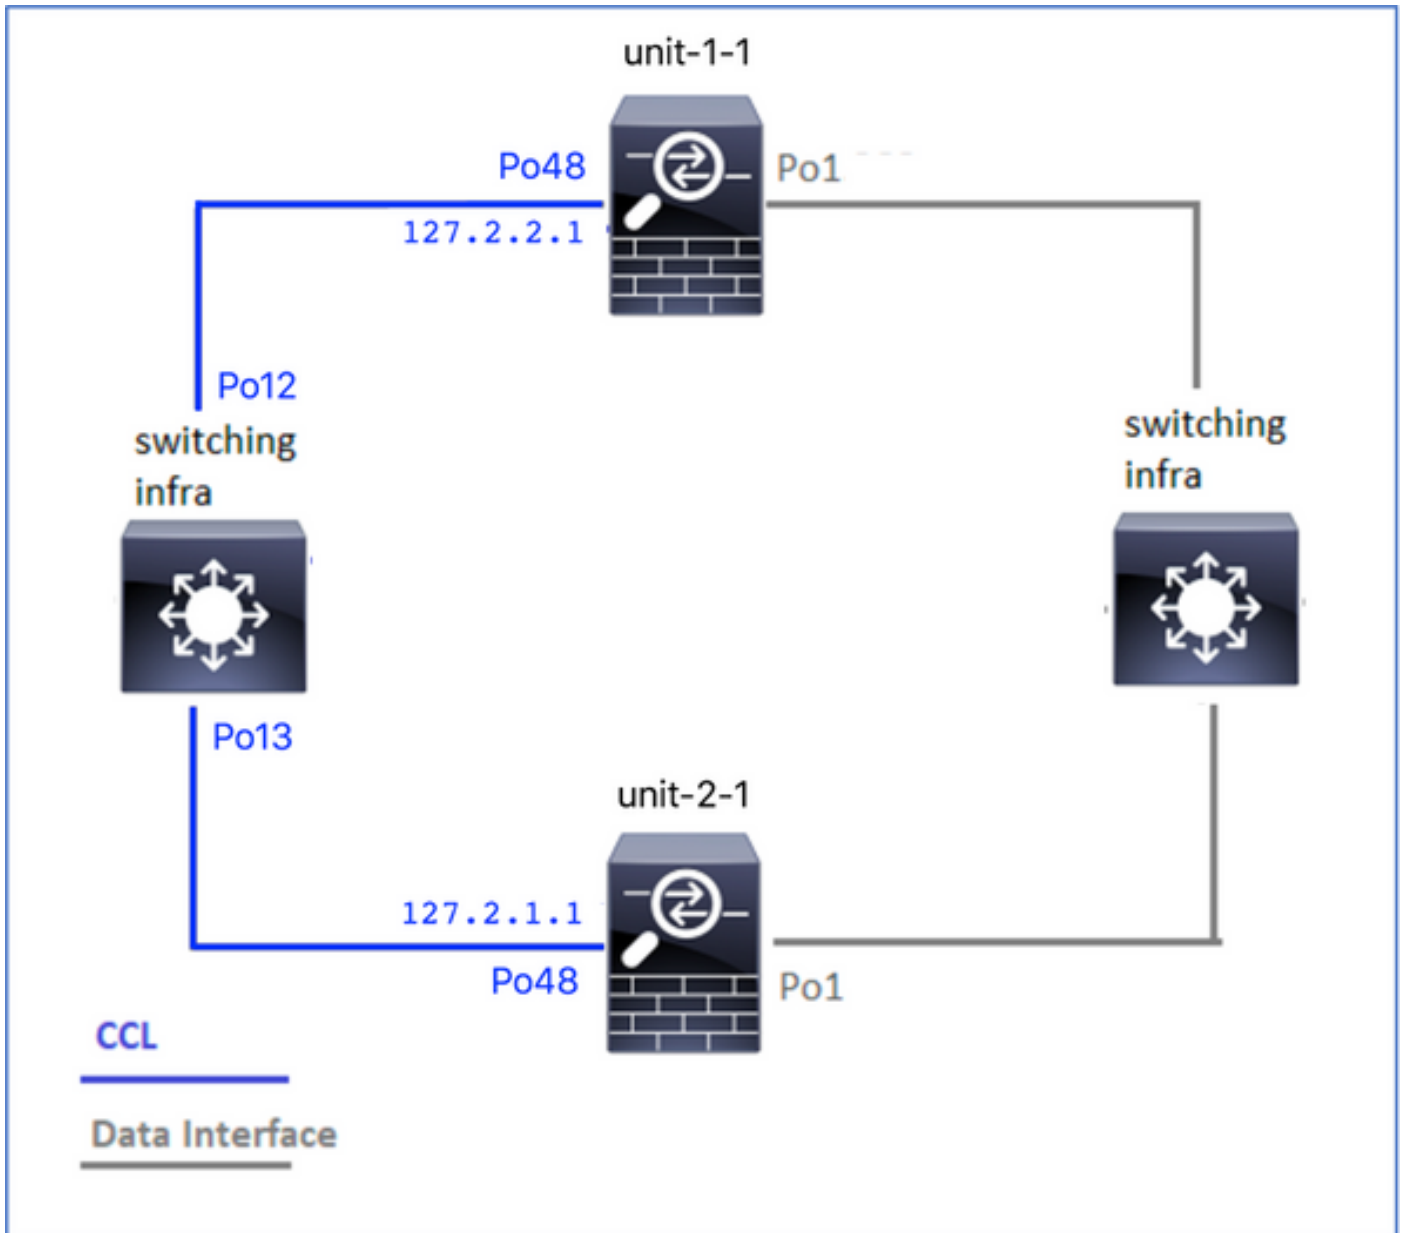 unit-1-1
Po48
Po1
127.2.2.1
Po12
switching
infra
switching
infra
Po13
unit-2-1
127.2.1.1
Po48
Po1
CCL
Data Interface